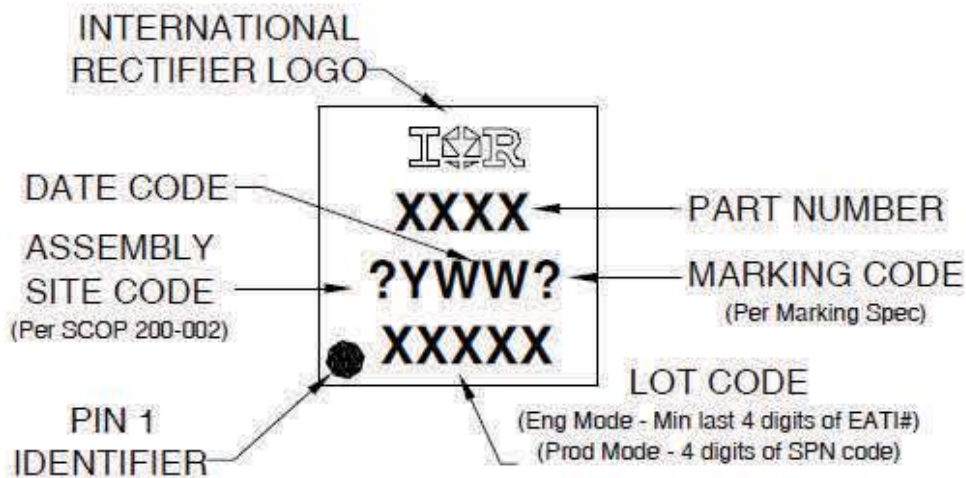 INTERNATIONAL
RECTIFIER LOGO
IOR
DATE CODE
XXXX
PART NUMBER
ASSEMBLY
SITE CODE
(Per SCOP 200-002)
?YWW?
MARKING CODE
(Per Marking Spec)
XXXXX
LOT CODE
(Eng Mode - Min last 4 digits of EATI#)
(Prod Mode - 4 digits of SPN code)
PIN 1
IDENTIFIER